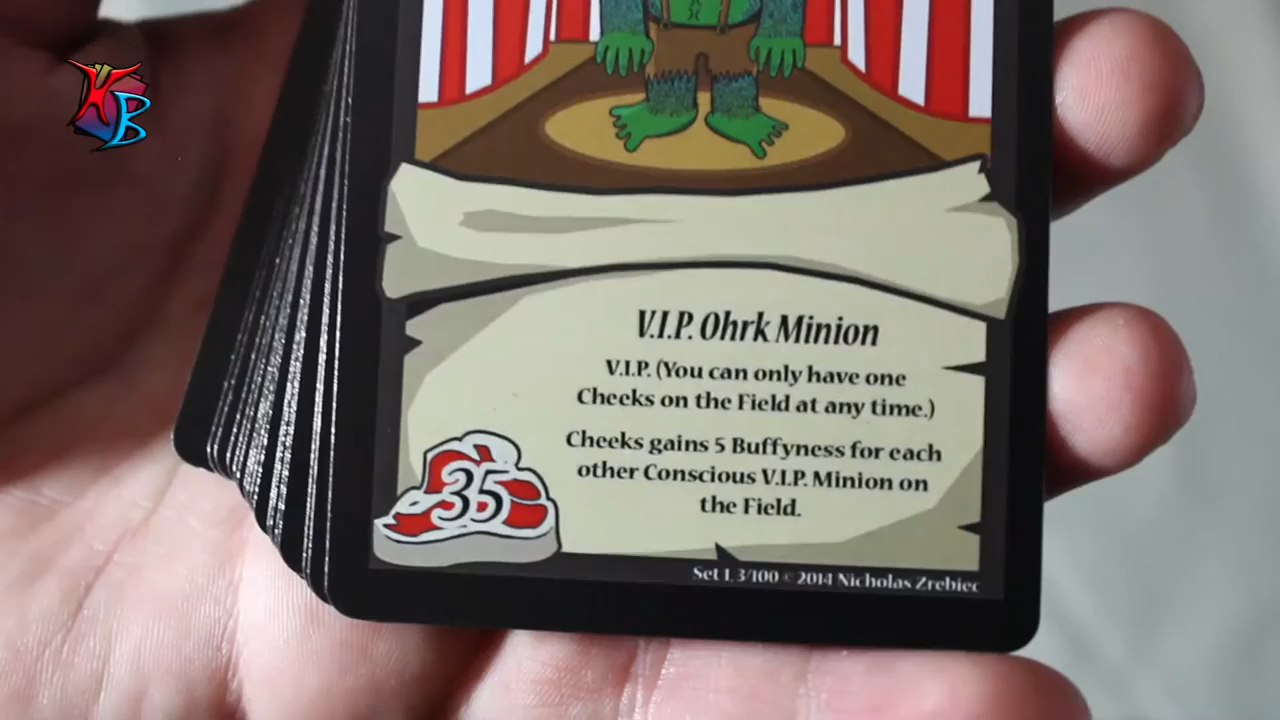 KB
V.I.P. Ohrk Minion
V.I.P. (You can only have one
Cheeks on the Field at any time.)
Cheeks gains 5 Buffyness for each
other Conscious V.I.P. Minion on
the Field.
35
Set 1, 3/100 © 2014 Nicholas Zrebiec